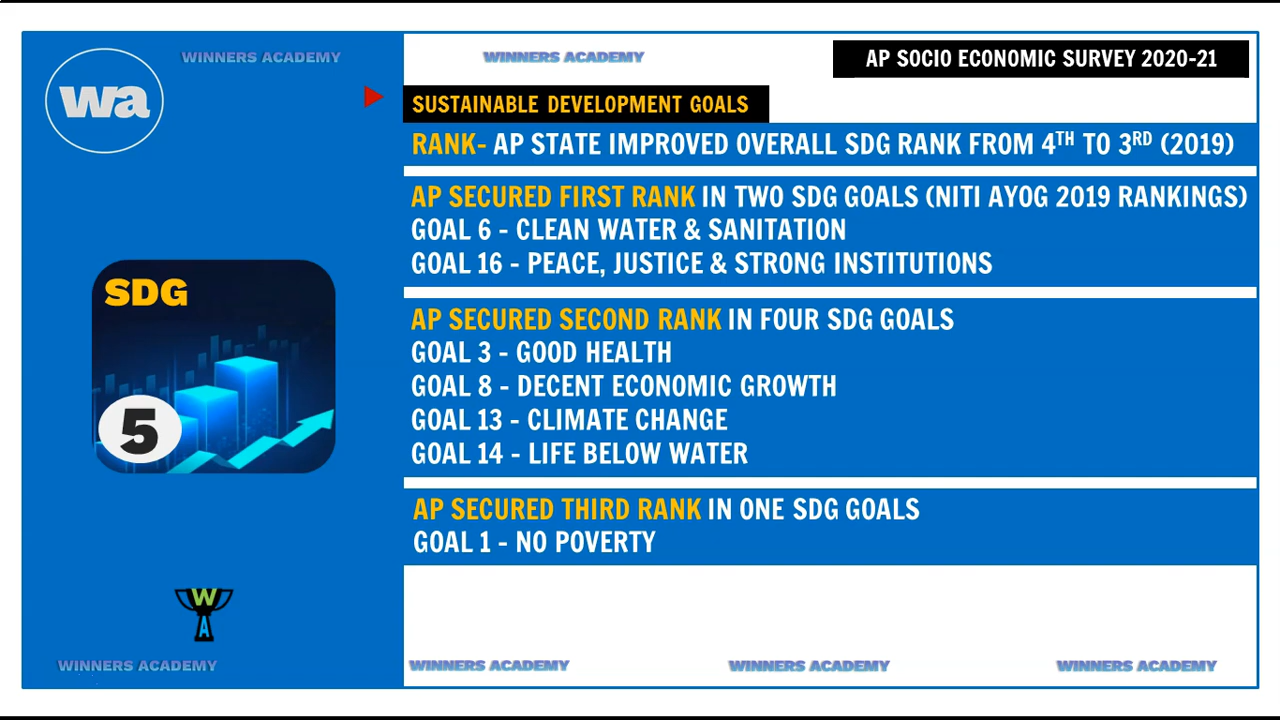 WINNERS ACADEMY
WINNERS ACADEMY
AP SOCIO ECONOMIC SURVEY 2020-21
wa
SUSTAINABLE DEVELOPMENT GOALS
RANK- AP STATE IMPROVED OVERALL SDG RANK FROM 4TH TO 3RD (2019)
AP SECURED FIRST RANK IN TWO SDG GOALS (NITI AYOG 2019 RANKINGS)
GOAL 6 - CLEAN WATER & SANITATION
GOAL 16 - PEACE, JUSTICE & STRONG INSTITUTIONS
SDG
5
AP SECURED SECOND RANK IN FOUR SDG GOALS
GOAL 3 - GOOD HEALTH
GOAL 8 - DECENT ECONOMIC GROWTH
GOAL 13 - CLIMATE CHANGE
GOAL 14 - LIFE BELOW WATER
AP SECURED THIRD RANK IN ONE SDG GOALS
GOAL 1 - NO POVERTY
W
A
WINNERS ACADEMY
WINNERS ACADEMY
WINNERS ACADEMY
WINNERS ACADEMY